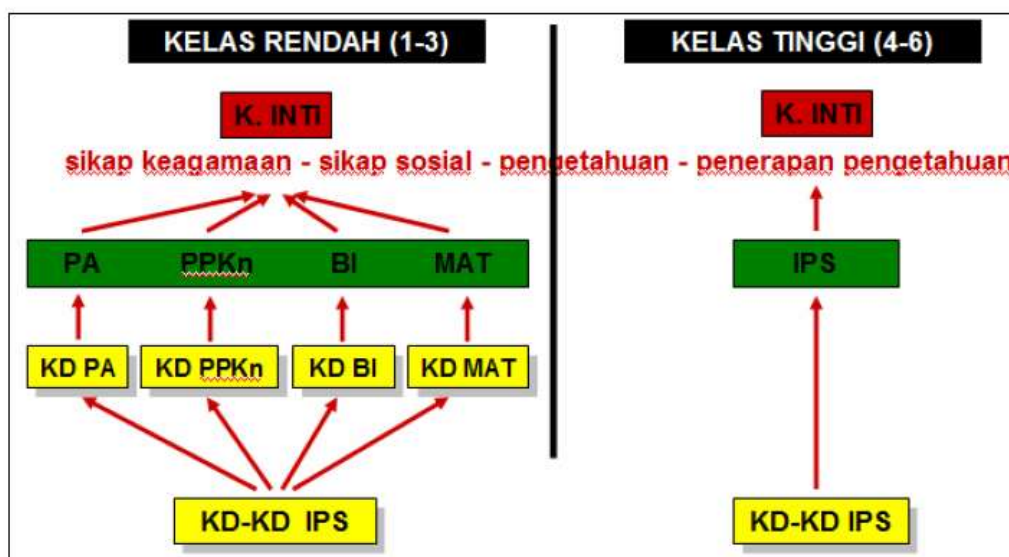 KELAS RENDAH (1-3)
KELAS TINGGI (4-6)
K. INTI
K. INTI
sikap keagamaan - sikap sosial - pengetahuan - penerapan pengetahuan
PA PPKn BI MAT
IPS
KD PA
KD PPKn
KD BI
KD MAT
KD-KD IPS
KD-KD IPS